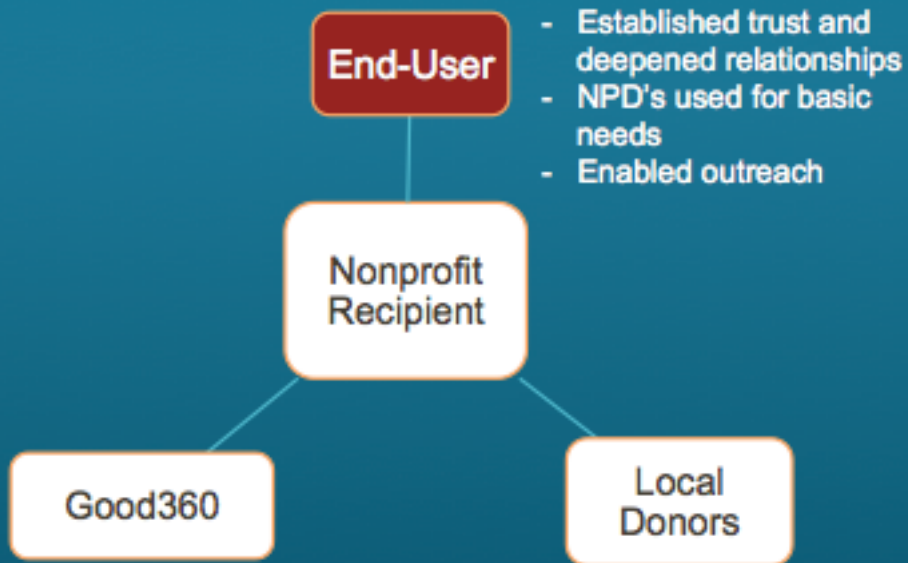 End-User
- Established trust and
deepened relationships
- NPD's used for basic
needs
- Enabled outreach
Nonprofit
Recipient
Good360
Local
Donors